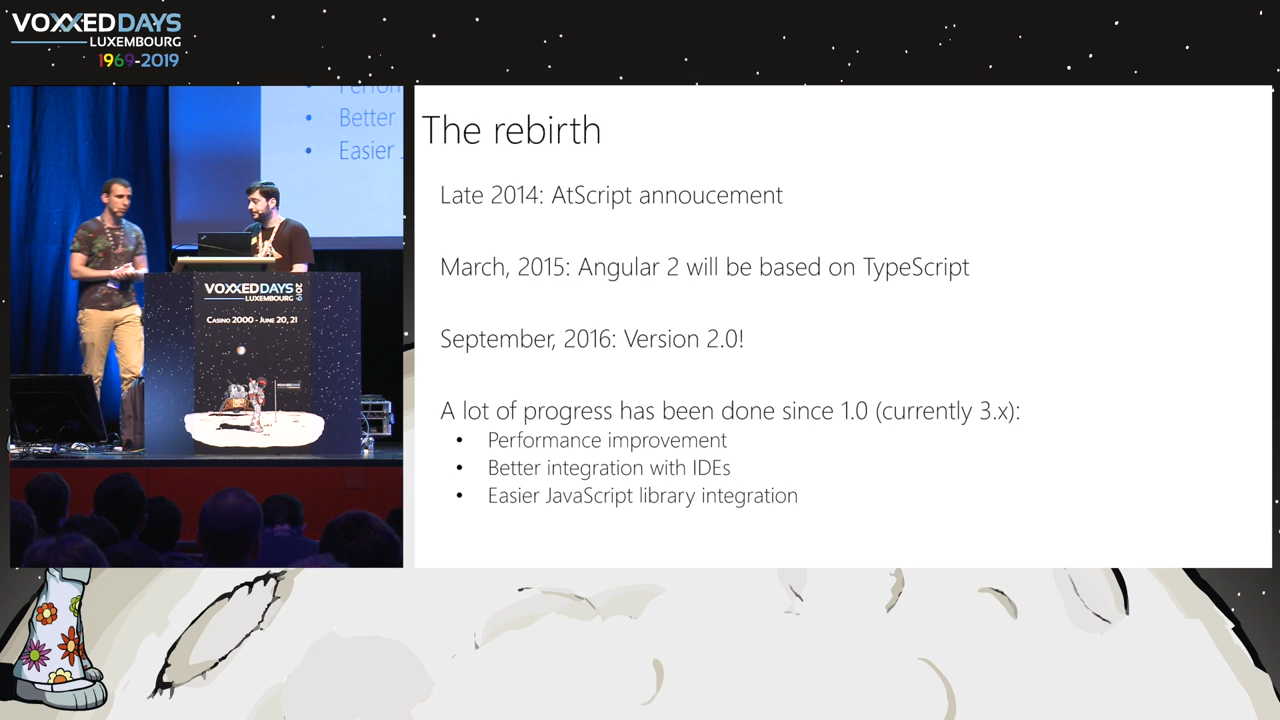 VOXXEDDAYS
LUXEMBOURG
1969-2019
Better
Easier
VOXXEDDAYS
2019
LUXEMBOURG
CASINO 2000 - JUNE 20, 21
The rebirth
Late 2014: AtScript annoucement
March, 2015: Angular 2 will be based on TypeScript
September, 2016: Version 2.0!
A lot of progress has been done since 1.0 (currently 3.x):
• Performance improvement
• Better integration with IDEs
• Easier JavaScript library integration